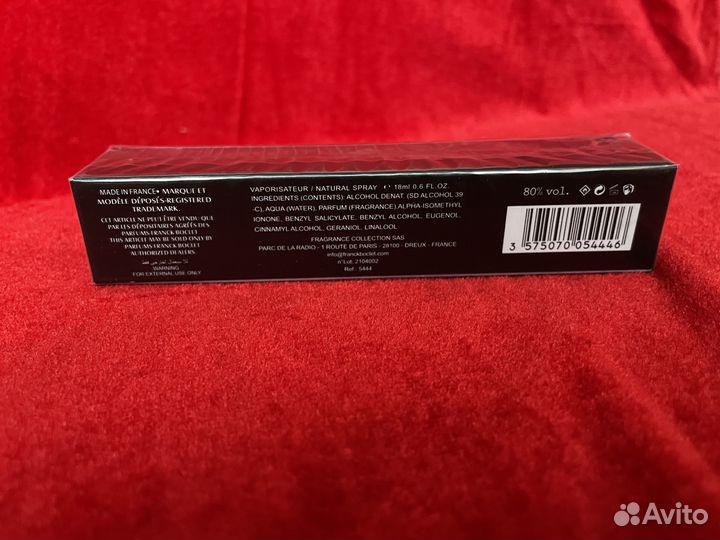 MADE IN FRANCE• MARQUE ET
MODÈLE DÉPOSÉS-REGISTERED
TRADEMARK.
CET ARTICLE NE PEUT ÊTRE VENDU QUE
PAR LES DÉPOSITAIRES AGRÉÉS DES
PARFUMS FRANCK BOCLET
THIS ARTICLE MAY BE SOLD ONLY BY
PARFUMS FRANCK BOCLET
AUTHORIZED DEALERS.
WARNING
FOR EXTERNAL USE ONLY
VAPORISATEUR / NATURAL SPRAY ℮ 18ml 0.6 FL.OZ.
INGREDIENTS (CONTENTS): ALCOHOL DENAT. (SD ALCOHOL 39
-C), AQUA (WATER), PARFUM (FRAGRANCE) ALPHA-ISOMETHYL
IONONE, BENZYL SALICYLATE, BENZYL ALCOHOL, EUGENOL,
CINNAMYL ALCOHOL, GERANIOL, LINALOOL
FRAGRANCE COLLECTION SAS
PARC DE LA RADIO - 1 ROUTE DE PARIS - 28100 - DREUX - FRANCE
info@franckboclet.com
n°Lot: 2104002
Ref.: 5444
80% vol.
3 575070 054446
Avito